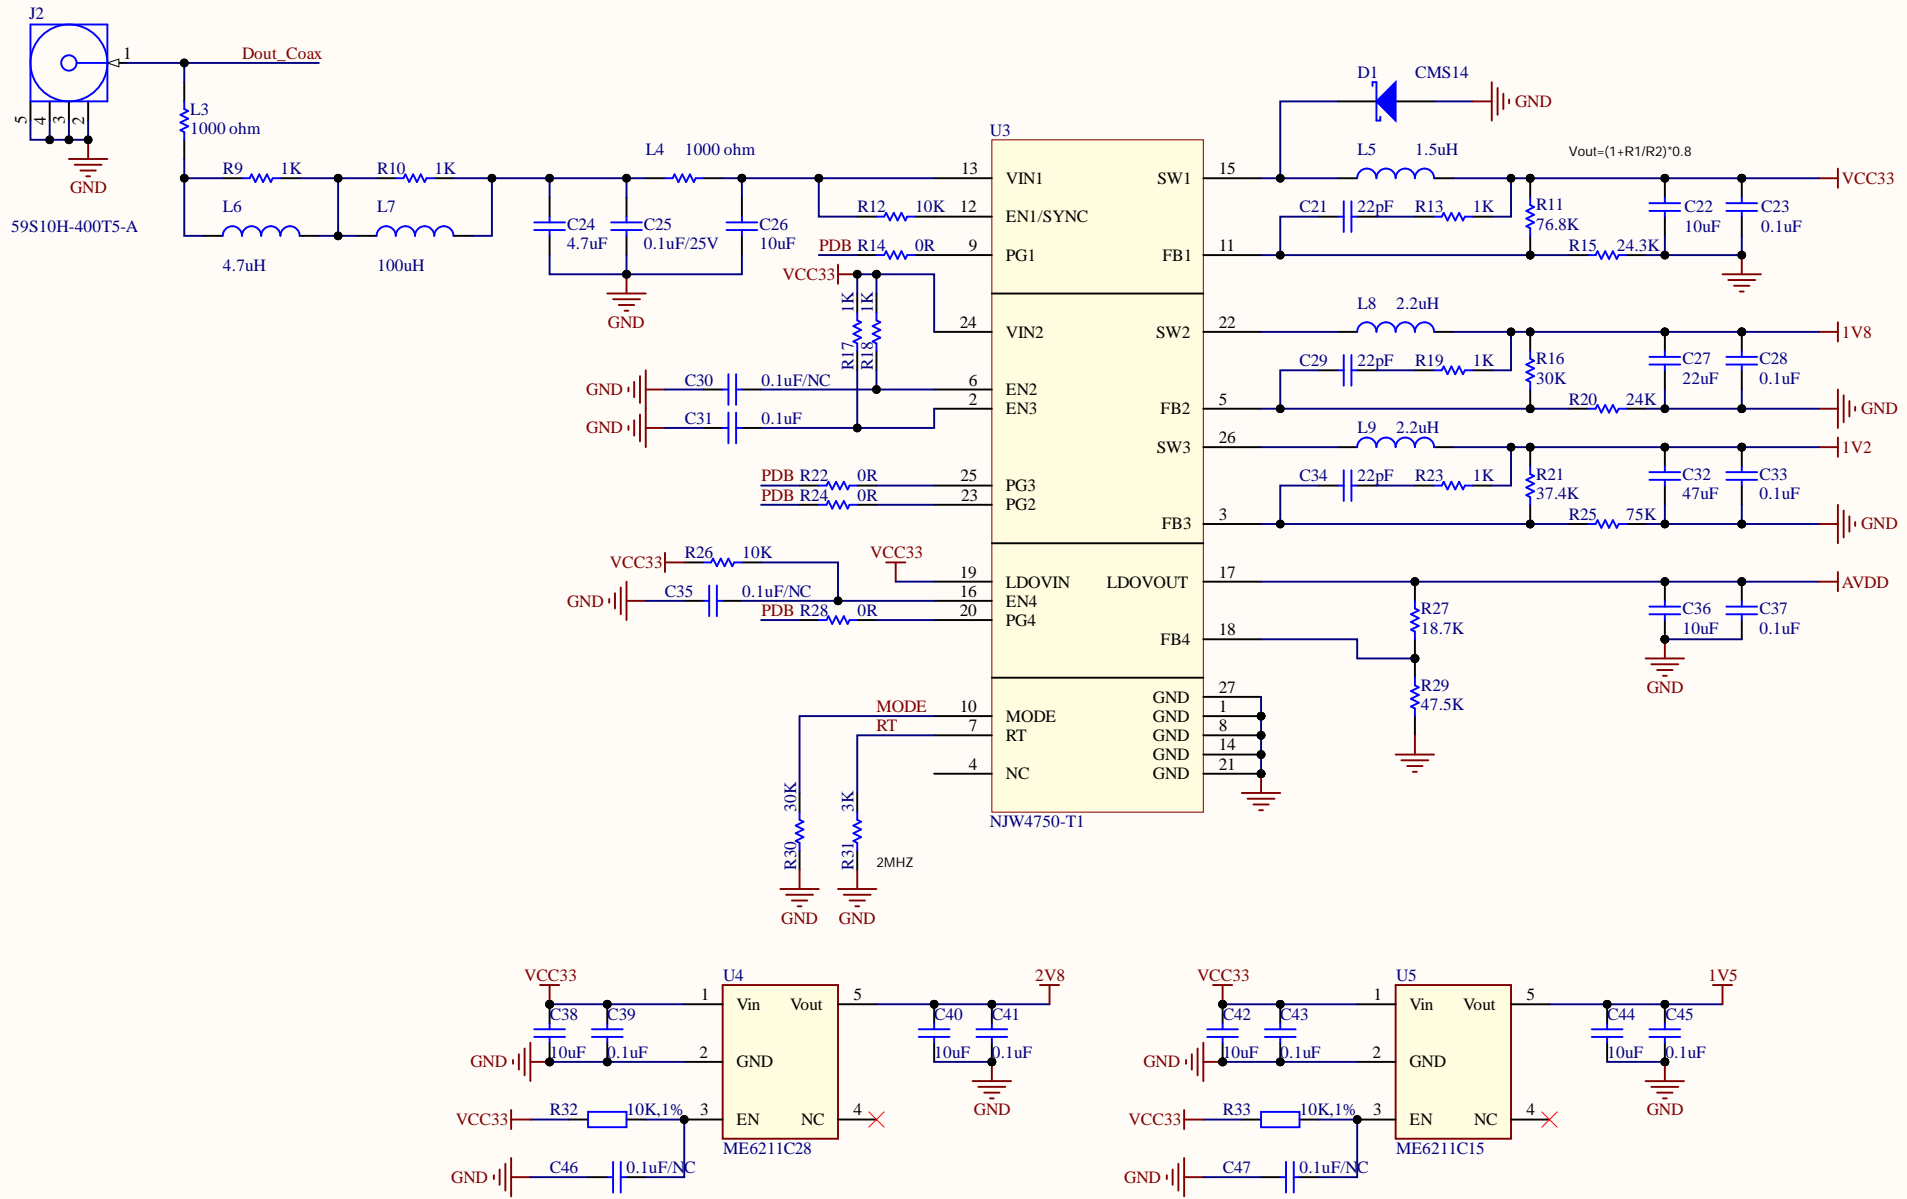 J2
1
Dout_Coax
5
4
3
2
GND
59S10H-400T5-A
L3
1000 ohm
R9 1K
R10 1K
L6
4.7uH
L7
100uH
L4 1000 ohm
C24
4.7uF
C25
0.1uF/25V
C26
10uF
GND
R12 10K
PDB R14 0R
VCC33
R17 1K
R18 1K
GND C30 0.1uF/NC
GND C31 0.1uF
PDB R22 0R
PDB R24 0R
VCC33 R26 10K
VCC33
GND C35 0.1uF/NC
PDB R28 0R
MODE
RT
R30 30K
R31 3K
2MHZ
GND
GND
U3
13 VIN1 SW1 15
12 EN1/SYNC
9 PG1 FB1 11
24 VIN2 SW2 22
6 EN2
2 EN3 FB2 5
SW3 26
25 PG3
23 PG2
FB3 3
19 LDOVIN LDOVOUT 17
16 EN4
20 PG4
FB4 18
GND 27
10 MODE GND 1
7 RT GND 8
GND 14
4 NC GND 21
NJW4750-T1
D1 CMS14
GND
L5 1.5uH
Vout=(1+R1/R2)*0.8
VCC33
C21 22pF R13 1K
R11
76.8K
C22
10uF
C23
0.1uF
R15 24.3K
L8 2.2uH
1V8
C29 22pF R19 1K
R16
30K
C27
22uF
C28
0.1uF
R20 24K
GND
L9 2.2uH
1V2
C34 22pF R23 1K
R21
37.4K
C32
47uF
C33
0.1uF
R25 75K
GND
AVDD
R27
18.7K
C36
10uF
C37
0.1uF
GND
R29
47.5K
VCC33
U4
2V8
C38
10uF
C39
0.1uF
GND
1 Vin Vout 5
2 GND
3 EN NC 4
ME6211C28
C40
10uF
C41
0.1uF
GND
VCC33 R32 10K,1%
GND C46 0.1uF/NC
VCC33
U5
1V5
C42
10uF
C43
0.1uF
GND
1 Vin Vout 5
2 GND
3 EN NC 4
ME6211C15
C44
10uF
C45
0.1uF
GND
VCC33 R33 10K,1%
GND C47 0.1uF/NC